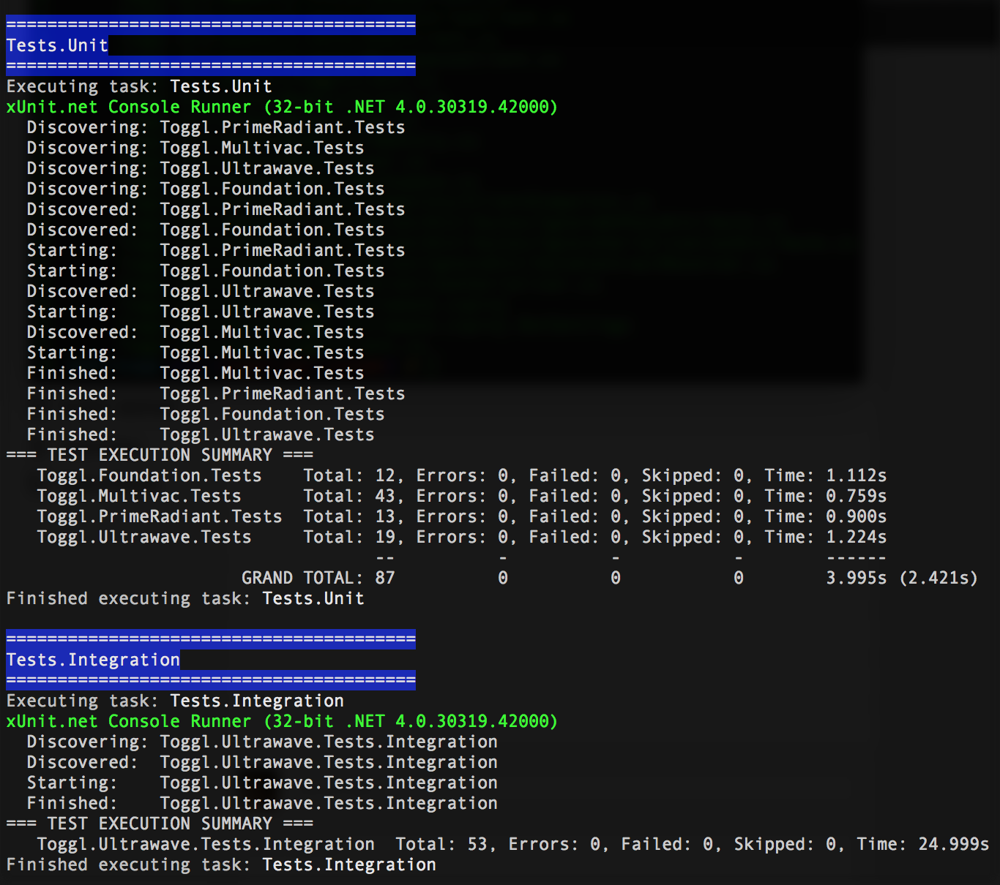 ========================================
Tests.Unit
========================================
Executing task: Tests.Unit
xUnit.net Console Runner (32-bit .NET 4.0.30319.42000)
  Discovering: Toggl.PrimeRadiant.Tests
  Discovering: Toggl.Multivac.Tests
  Discovering: Toggl.Ultrawave.Tests
  Discovering: Toggl.Foundation.Tests
  Discovered:  Toggl.PrimeRadiant.Tests
  Discovered:  Toggl.Foundation.Tests
  Starting:    Toggl.PrimeRadiant.Tests
  Starting:    Toggl.Foundation.Tests
  Discovered:  Toggl.Ultrawave.Tests
  Starting:    Toggl.Ultrawave.Tests
  Discovered:  Toggl.Multivac.Tests
  Starting:    Toggl.Multivac.Tests
  Finished:    Toggl.Multivac.Tests
  Finished:    Toggl.PrimeRadiant.Tests
  Finished:    Toggl.Foundation.Tests
  Finished:    Toggl.Ultrawave.Tests
=== TEST EXECUTION SUMMARY ===
   Toggl.Foundation.Tests    Total: 12, Errors: 0, Failed: 0, Skipped: 0, Time: 1.112s
   Toggl.Multivac.Tests      Total: 43, Errors: 0, Failed: 0, Skipped: 0, Time: 0.759s
   Toggl.PrimeRadiant.Tests  Total: 13, Errors: 0, Failed: 0, Skipped: 0, Time: 0.900s
   Toggl.Ultrawave.Tests     Total: 19, Errors: 0, Failed: 0, Skipped: 0, Time: 1.224s
                                    --          -          -           -        ------
                       GRAND TOTAL: 87          0          0           0        3.995s (2.421s)
Finished executing task: Tests.Unit
========================================
Tests.Integration
========================================
Executing task: Tests.Integration
xUnit.net Console Runner (32-bit .NET 4.0.30319.42000)
  Discovering: Toggl.Ultrawave.Tests.Integration
  Discovered:  Toggl.Ultrawave.Tests.Integration
  Starting:    Toggl.Ultrawave.Tests.Integration
  Finished:    Toggl.Ultrawave.Tests.Integration
=== TEST EXECUTION SUMMARY ===
   Toggl.Ultrawave.Tests.Integration  Total: 53, Errors: 0, Failed: 0, Skipped: 0, Time: 24.999s
Finished executing task: Tests.Integration